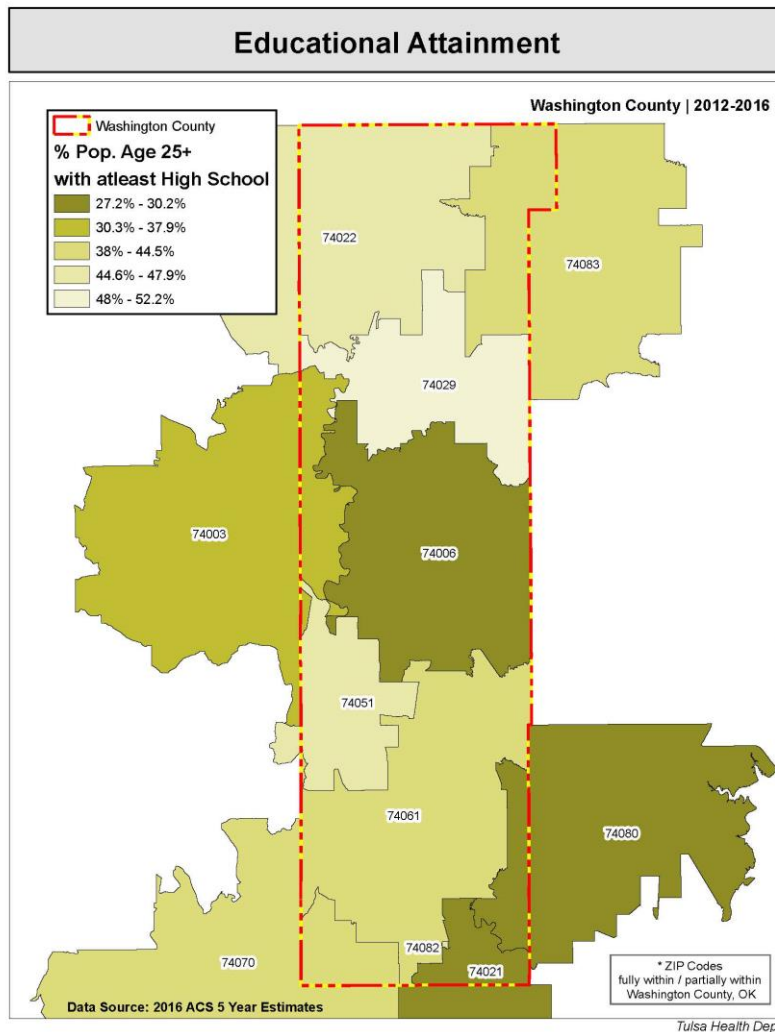 Educational Attainment
Washington County | 2012-2016
Washington County
% Pop. Age 25+
with atleast High School
27.2% - 30.2%
30.3% - 37.9%
38% - 44.5%
44.6% - 47.9%
48% - 52.2%
74022
74083
74029
74003
74006
74051
74061
74080
74082
74070
74021
* ZIP Codes
fully within / partially within
Washington County, OK
Data Source: 2016 ACS 5 Year Estimates
Tulsa Health Dep